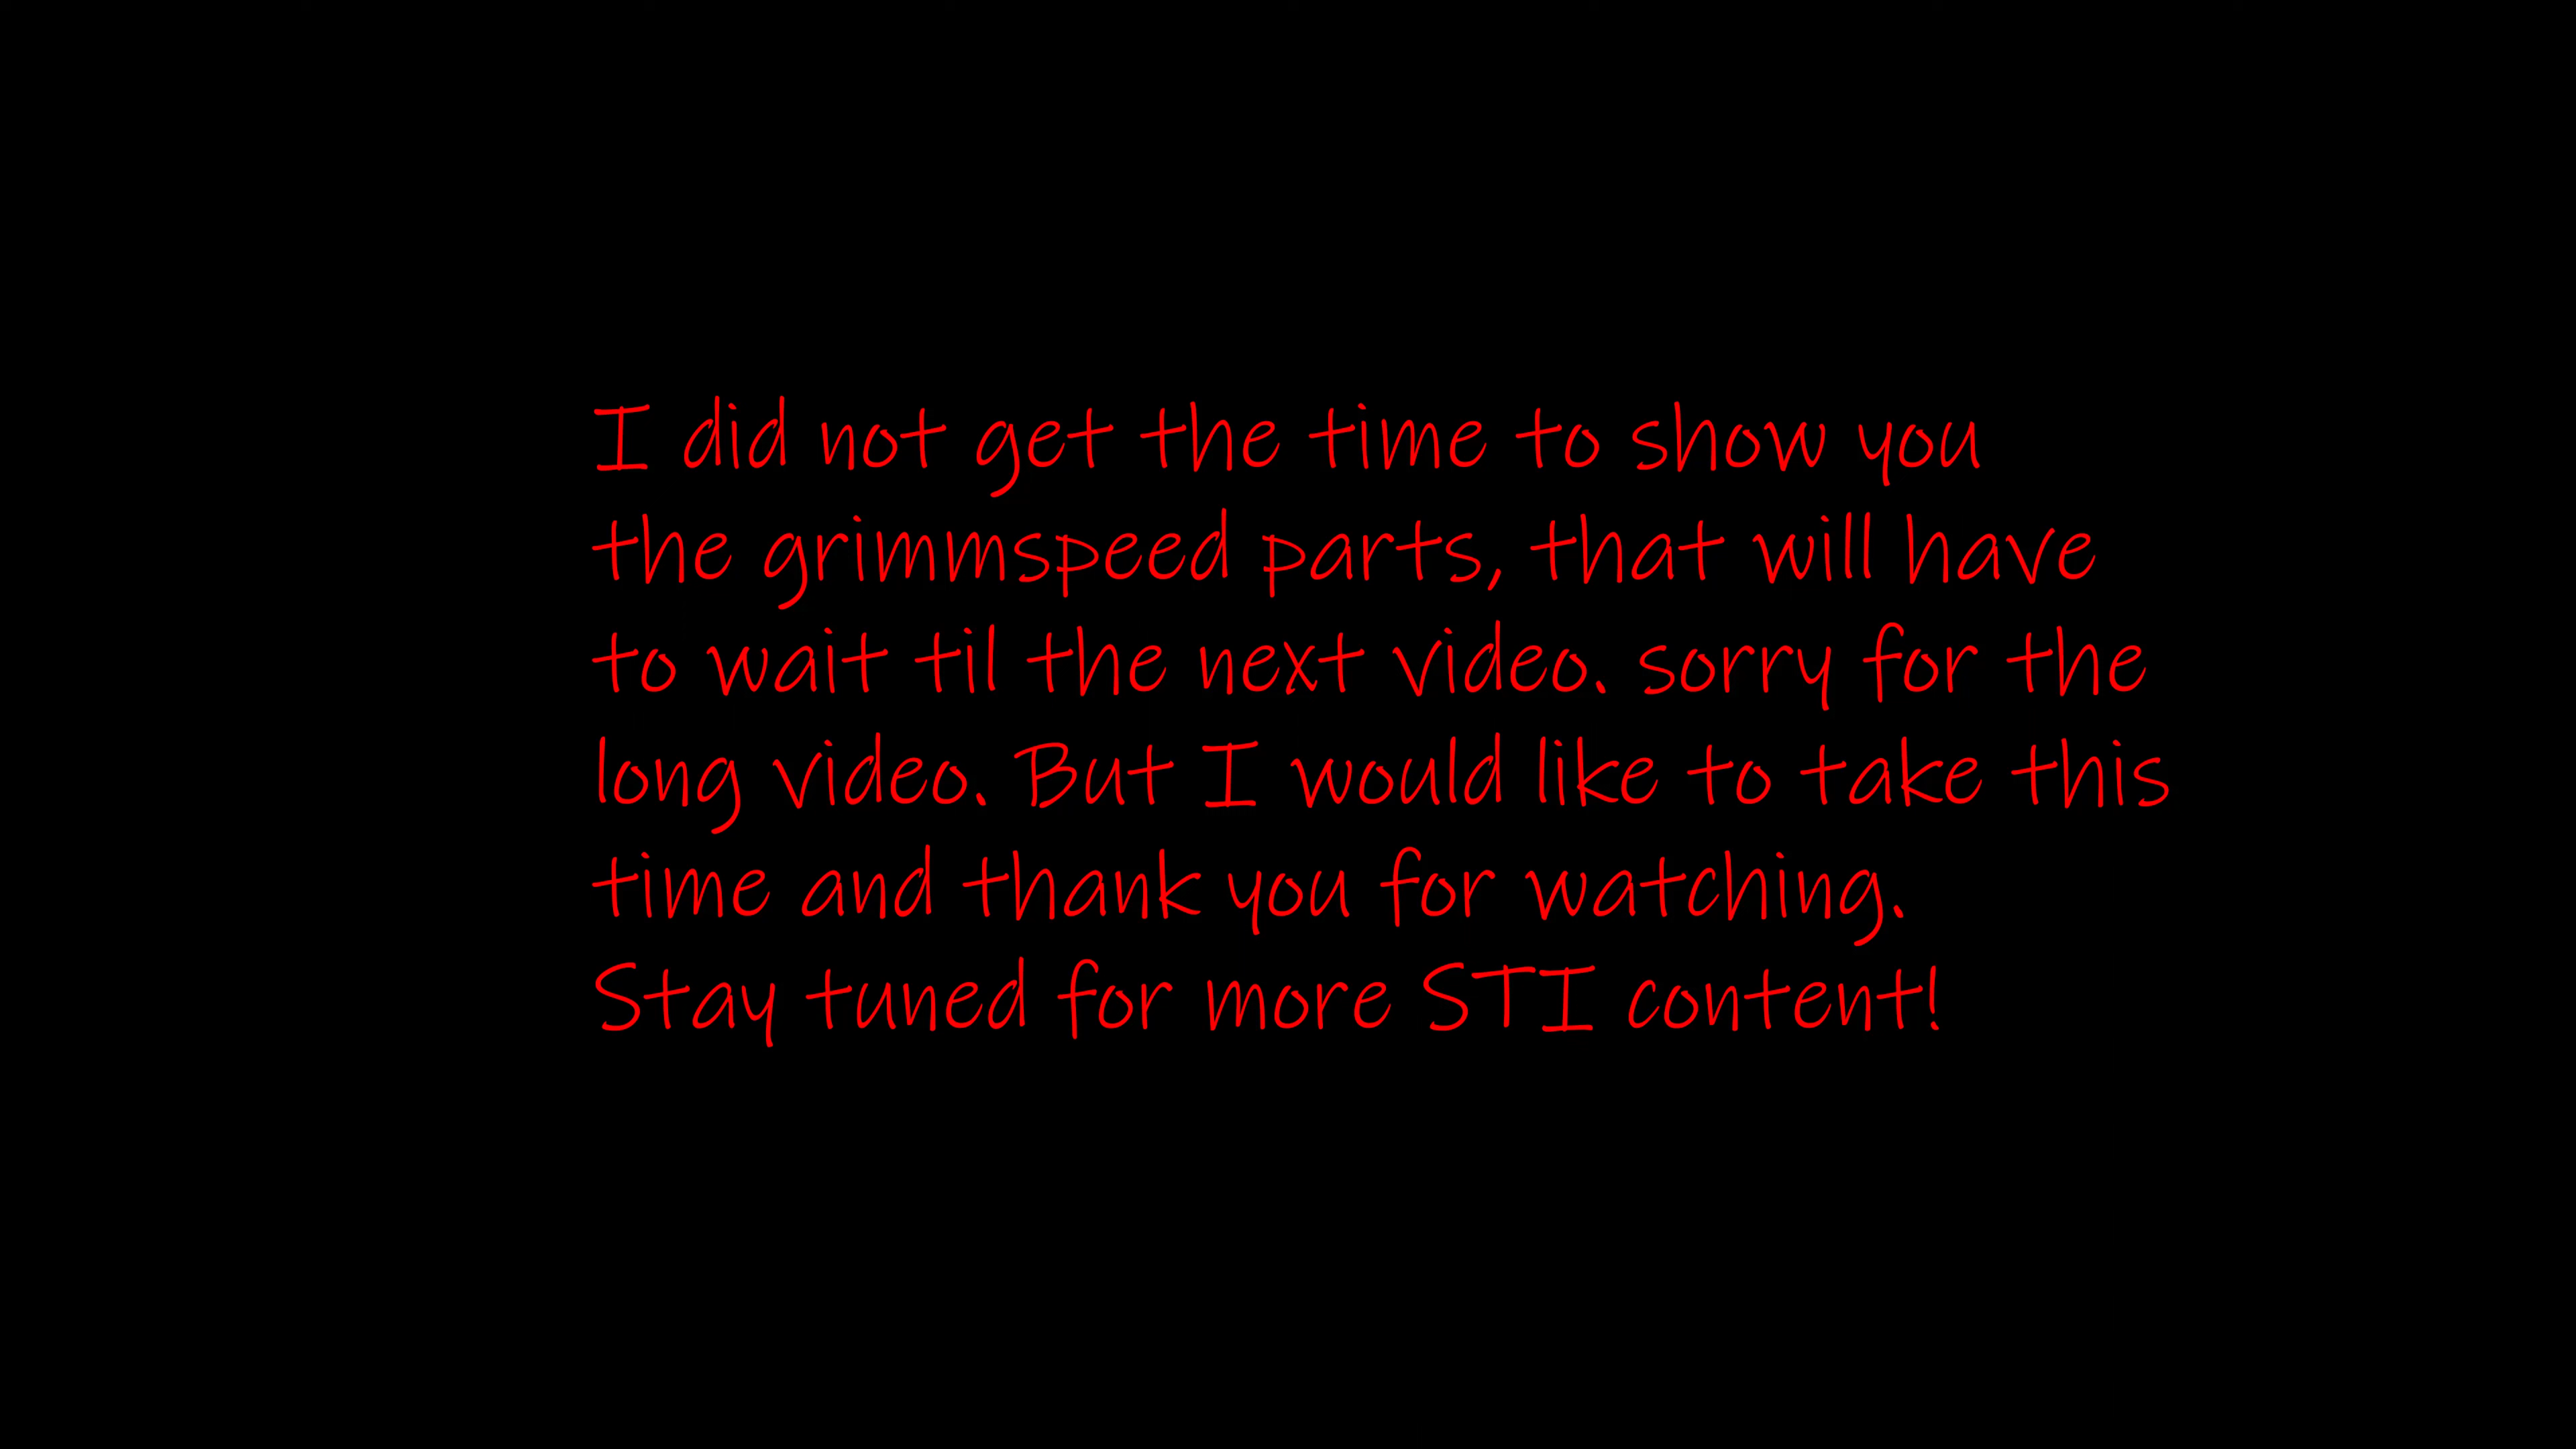 I did not get the time to show you
the grimmspeed parts, that will have
to wait til the next video. sorry for the
long video. But I would like to take this
time and thank you for watching.
Stay tuned for more STI content!